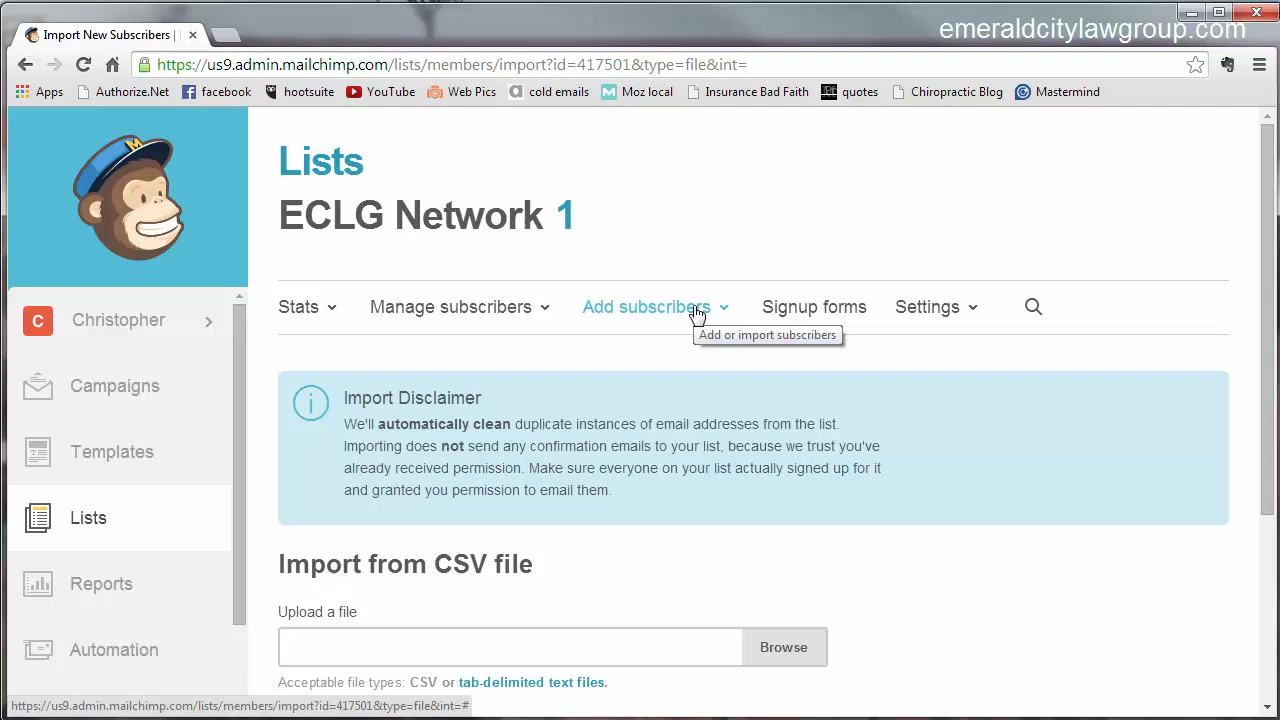 Import New Subscribers |
emeraldcitylawgroup.com
https://us9.admin.mailchimp.com/lists/members/import?id=417501&type=file&int=
Apps Authorize.Net facebook hootsuite YouTube Web Pics cold emails Moz local Insurance Bad Faith quotes Chiropractic Blog Mastermind
Lists
ECLG Network 1
Stats Manage subscribers Add subscribers Signup forms Settings
Add or import subscribers
C Christopher
Campaigns
Templates
Lists
Reports
Automation
Import Disclaimer
We'll automatically clean duplicate instances of email addresses from the list.
Importing does not send any confirmation emails to your list, because we trust you've
already received permission. Make sure everyone on your list actually signed up for it
and granted you permission to email them.
Import from CSV file
Upload a file
Browse
Acceptable file types: CSV or tab-delimited text files.
https://us9.admin.mailchimp.com/lists/members/import?id=417501&type=file&int=#